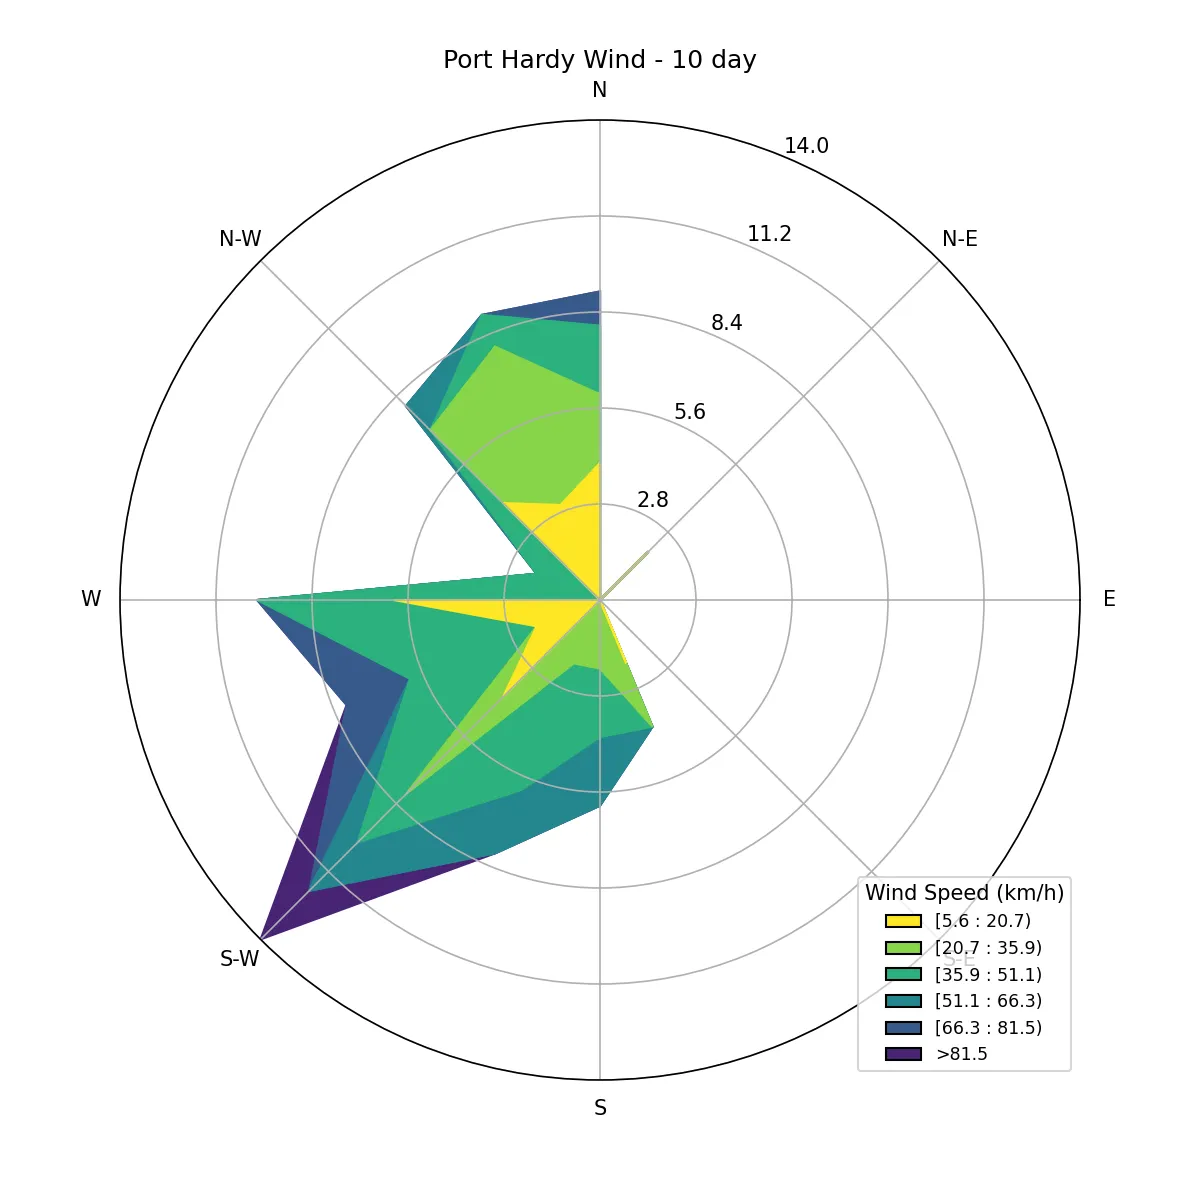 Port Hardy Wind - 10 day
N
14.0
N-W
N-E
11.2
8.4
5.6
2.8
W
E
S-W
S-E
S
Wind Speed (km/h)
[5.6 : 20.7)
[20.7 : 35.9)
[35.9 : 51.1)
[51.1 : 66.3)
[66.3 : 81.5)
>81.5